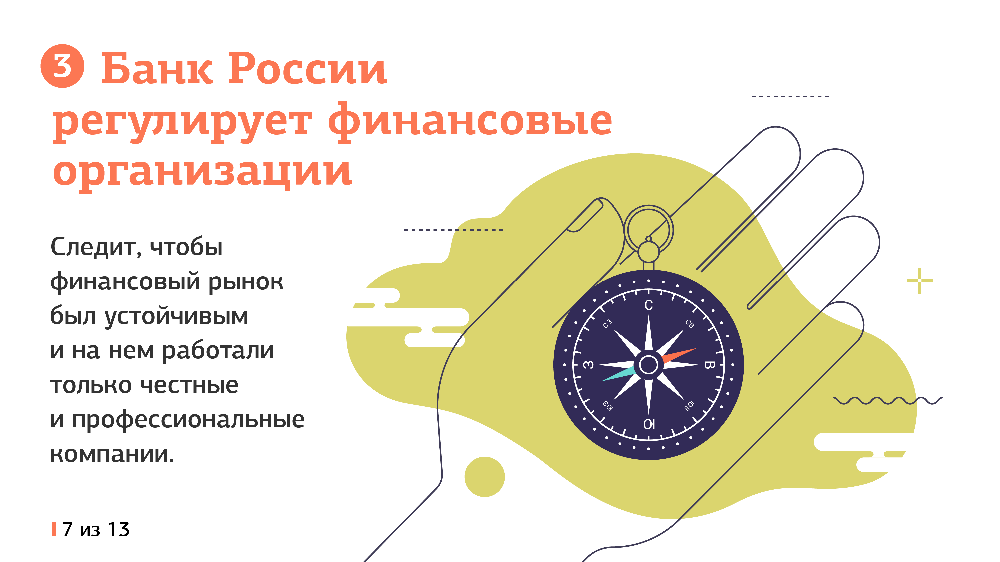 3 Банк России
регулирует финансовые
организации
Следит, чтобы
финансовый рынок
был устойчивым
и на нем работали
только честные
и профессиональные
компании.
С
СЗ
СВ
З
В
ЮЗ
ЮВ
Ю
7 из 13